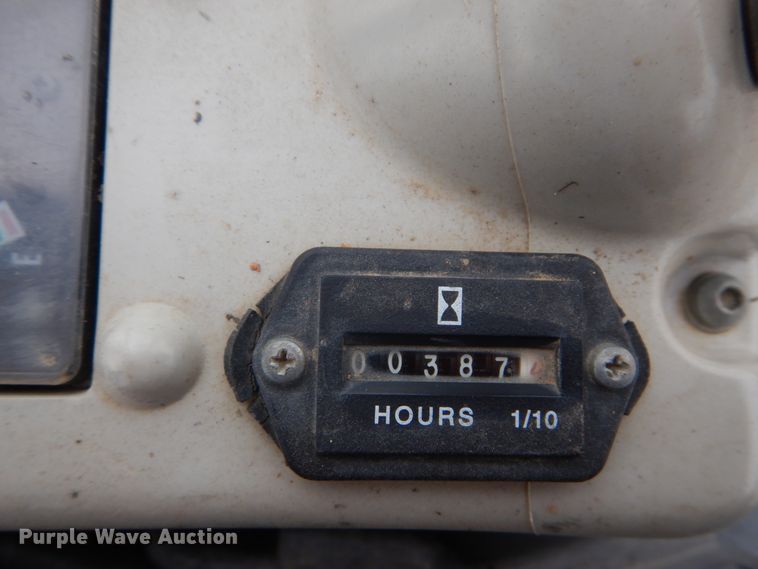 E
00387
HOURS 1/10
Purple Wave Auction